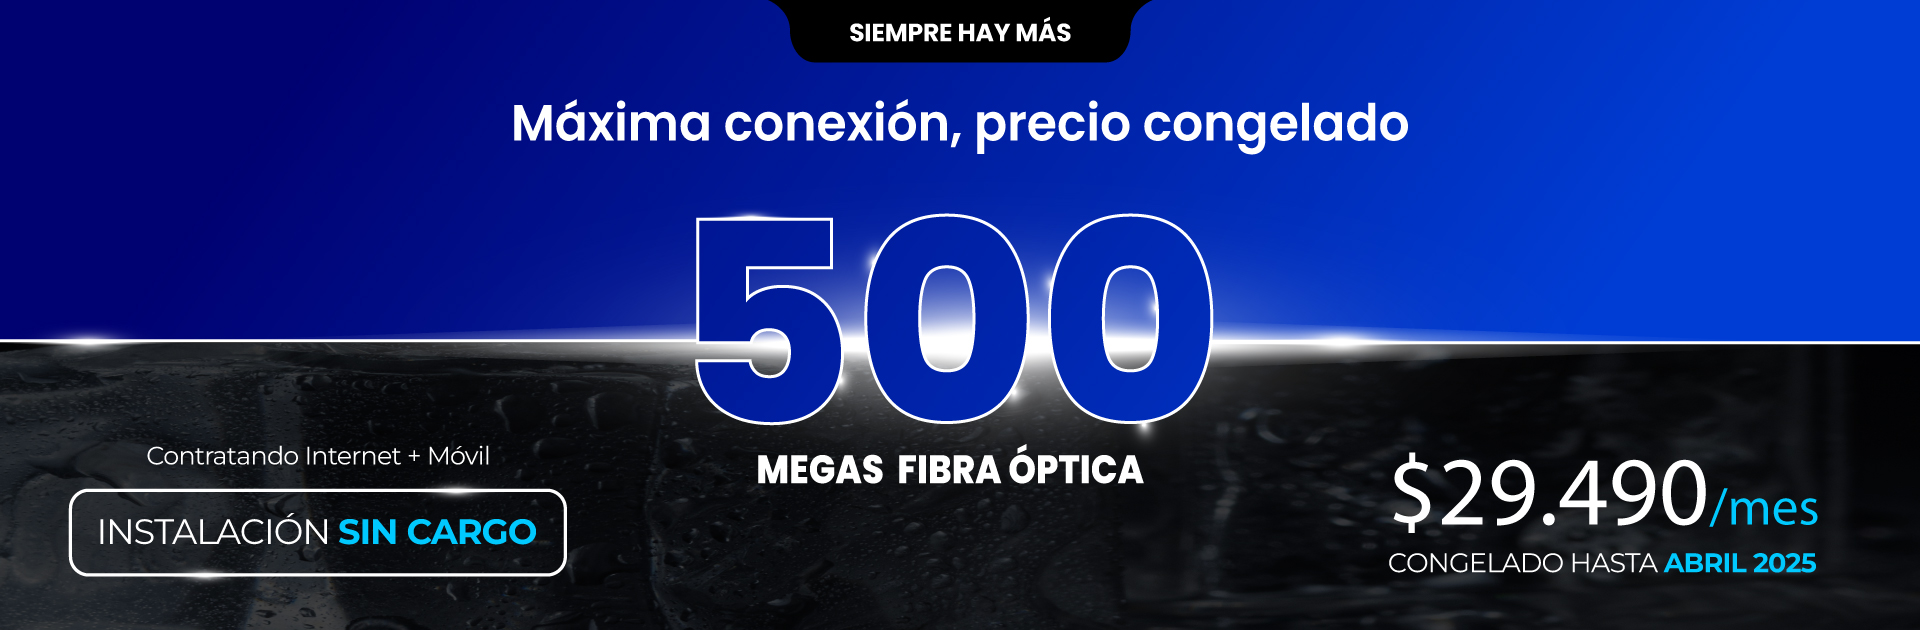 SIEMPRE HAY MÁS
Máxima conexión, precio congelado
500
MEGAS FIBRA ÓPTICA
Contratando Internet + Móvil
INSTALACIÓN SIN CARGO
$29.490/mes
CONGELADO HASTA ABRIL 2025